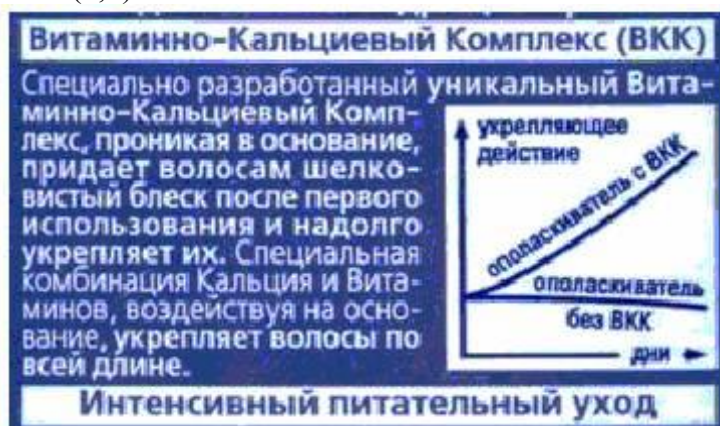 Витаминно-Кальциевый Комплекс (ВКК)
Специально разработанный уникальный Вита-
минно-Кальциевый Комп-
лекс, проникая в основание,
придает волосам шелко-
вистый блеск после первого
использования и надолго
укрепляет их. Специальная
комбинация Кальция и Вита-
минов, воздействуя на осно-
вание, укрепляет волосы по
всей длине.
укрепляющее
действие
ополаскиватель с ВКК
ополаскиватель
без ВКК
дни
Интенсивный питательный уход